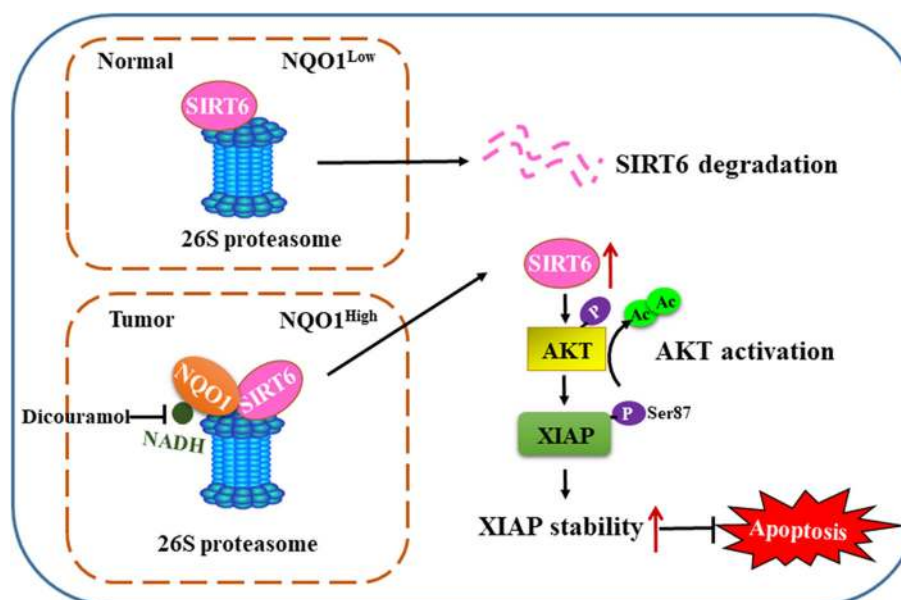 Normal
NQO1Low
SIRT6
26S proteasome
SIRT6 degradation
SIRT6
P
Ac
Ac
AKT
AKT activation
P
Ser87
XIAP
XIAP stability
Apoptosis
Tumor
NQO1High
NQO1
SIRT6
Dicouramol
NADH
26S proteasome